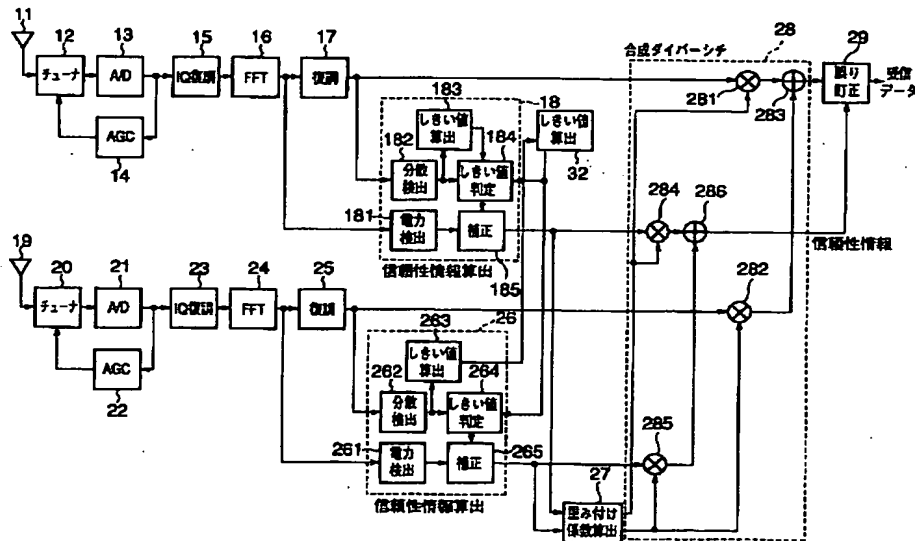 11
12
13
15
16
17
チューナ
A/D
IQ復調
FFT
復調
AGC
14
183
18
しきい値
算出
182
184
分散
検出
しきい値
判定
181
電力
検出
補正
信頼性情報算出
185
しきい値
算出
32
合成ダイバーシチ
28
281
283
29
誤り
訂正
受信
データ
284
286
信頼性情報
282
19
20
21
23
24
25
チューナ
A/D
IQ復調
FFT
復調
AGC
22
263
26
しきい値
算出
262
264
分散
検出
しきい値
判定
261
電力
検出
補正
265
信頼性情報算出
285
27
重み付け
係数算出